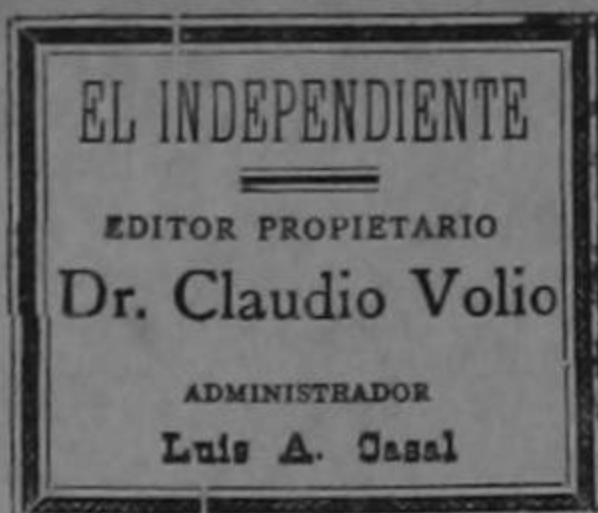 EL INDEPENDIENTE
EDITOR PROPIETARIO
Dr. Claudio Volio
ADMINISTRADOR
Luis A. Casal